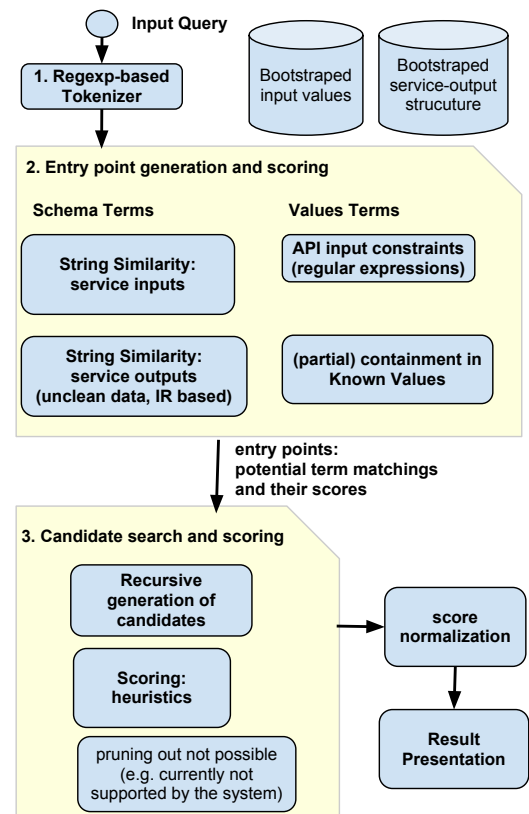 Input Query
1. Regexp-based
Tokenizer
Bootstraped
input values
Bootstraped
service-output
strucuture
2. Entry point generation and scoring
Schema Terms
Values Terms
String Similarity:
service inputs
API input constraints
(regular expressions)
String Similarity:
service outputs
(unclean data, IR based)
(partial) containment in
Known Values
entry points:
potential term matchings
and their scores
3. Candidate search and scoring
Recursive
generation of
candidates
Scoring:
heuristics
pruning out not possible
(e.g. currently not
supported by the system)
score
normalization
Result
Presentation